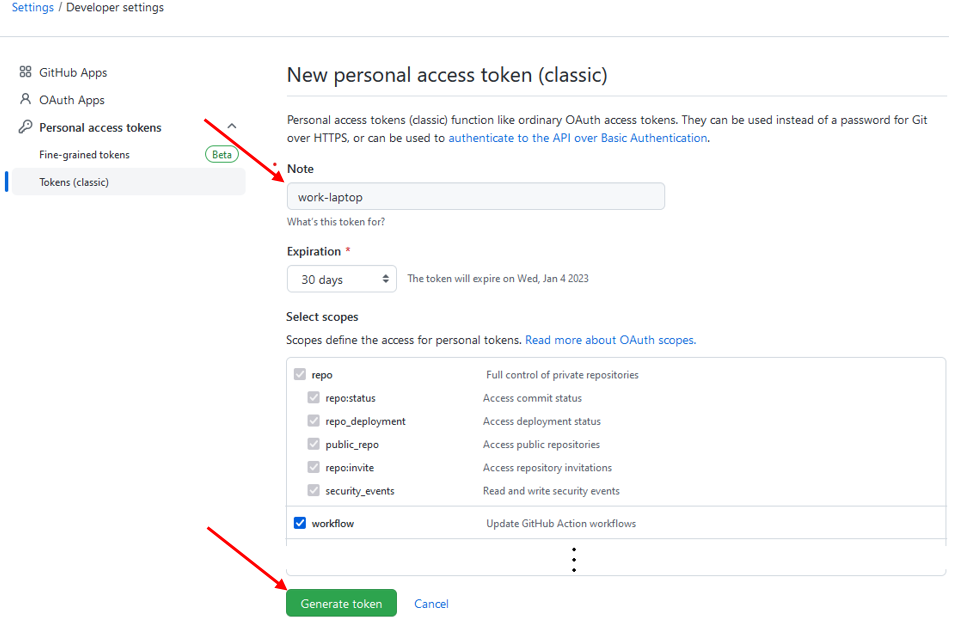 Settings / Developer settings
GitHub Apps
OAuth Apps
Personal access tokens
Fine-grained tokens Beta
Tokens (classic)
New personal access token (classic)
Personal access tokens (classic) function like ordinary OAuth access tokens. They can be used instead of a password for Git
over HTTPS, or can be used to authenticate to the API over Basic Authentication.
Note
work-laptop
What's this token for?
Expiration *
30 days The token will expire on Wed, Jan 4 2023
Select scopes
Scopes define the access for personal tokens. Read more about OAuth scopes.
repo Full control of private repositories
repo:status Access commit status
repo_deployment Access deployment status
public_repo Access public repositories
repo:invite Access repository invitations
security_events Read and write security events
workflow Update GitHub Action workflows
Generate token Cancel